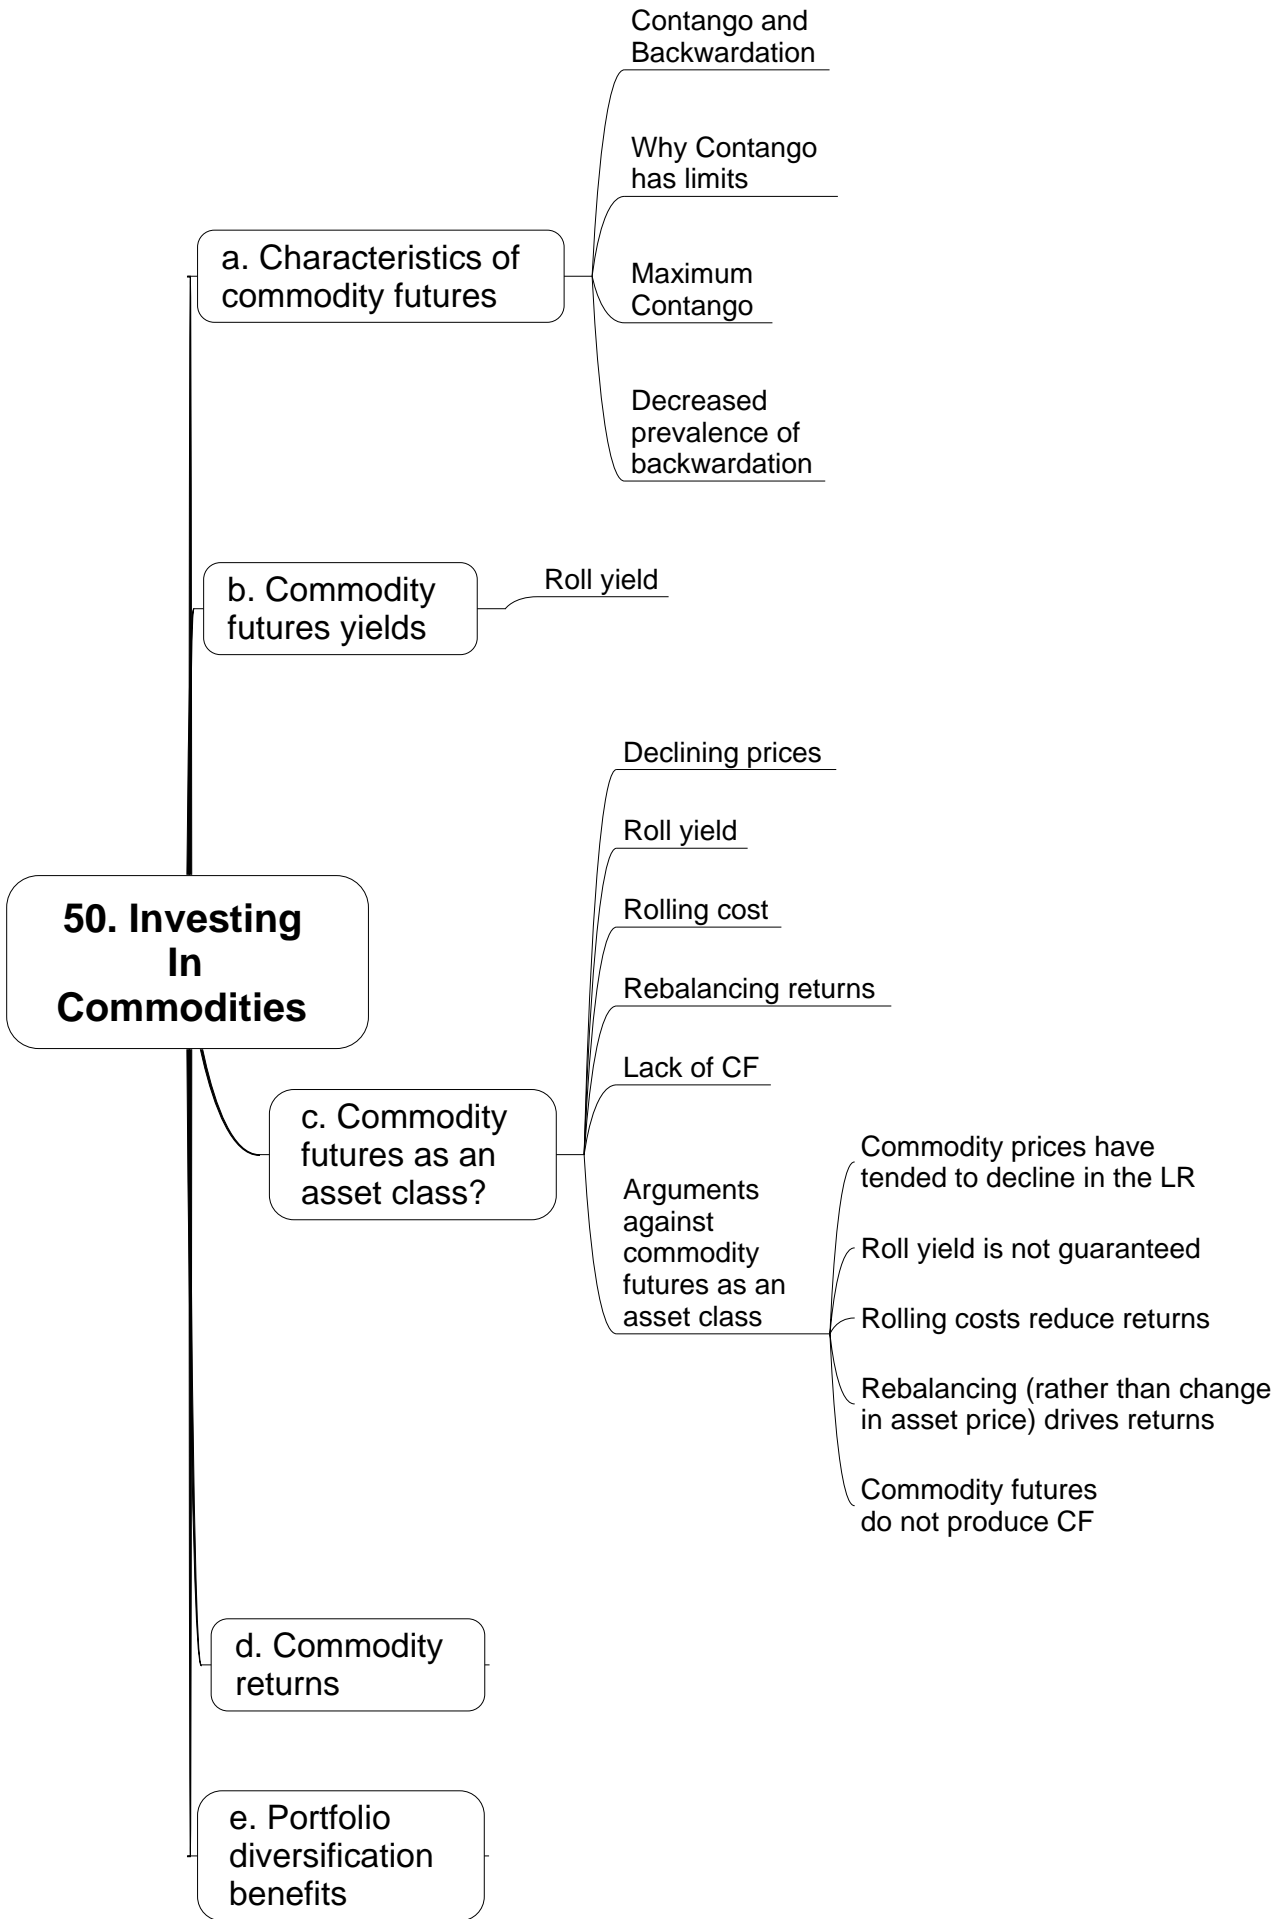 50. Investing
In
Commodities
a. Characteristics of
commodity futures
Contango and
Backwardation
Why Contango
has limits
Maximum
Contango
Decreased
prevalence of
backwardation
b. Commodity
futures yields
Roll yield
c. Commodity
futures as an
asset class?
Declining prices
Roll yield
Rolling cost
Rebalancing returns
Lack of CF
Arguments
against
commodity
futures as an
asset class
Commodity prices have
tended to decline in the LR
Roll yield is not guaranteed
Rolling costs reduce returns
Rebalancing (rather than change
in asset price) drives returns
Commodity futures
do not produce CF
d. Commodity
returns
e. Portfolio
diversification
benefits